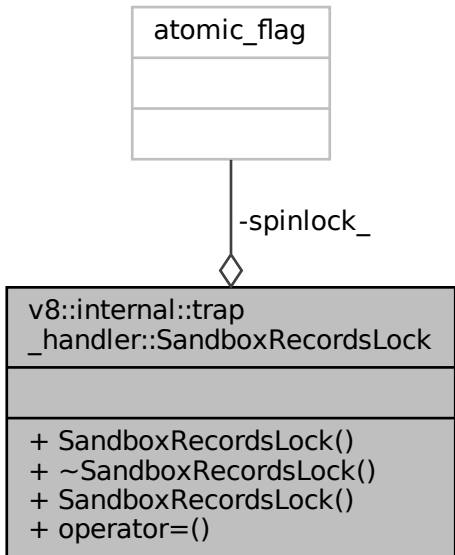 atomic_flag
-spinlock_
v8::internal::trap
_handler::SandboxRecordsLock
+ SandboxRecordsLock()
+ ~SandboxRecordsLock()
+ SandboxRecordsLock()
+ operator=()